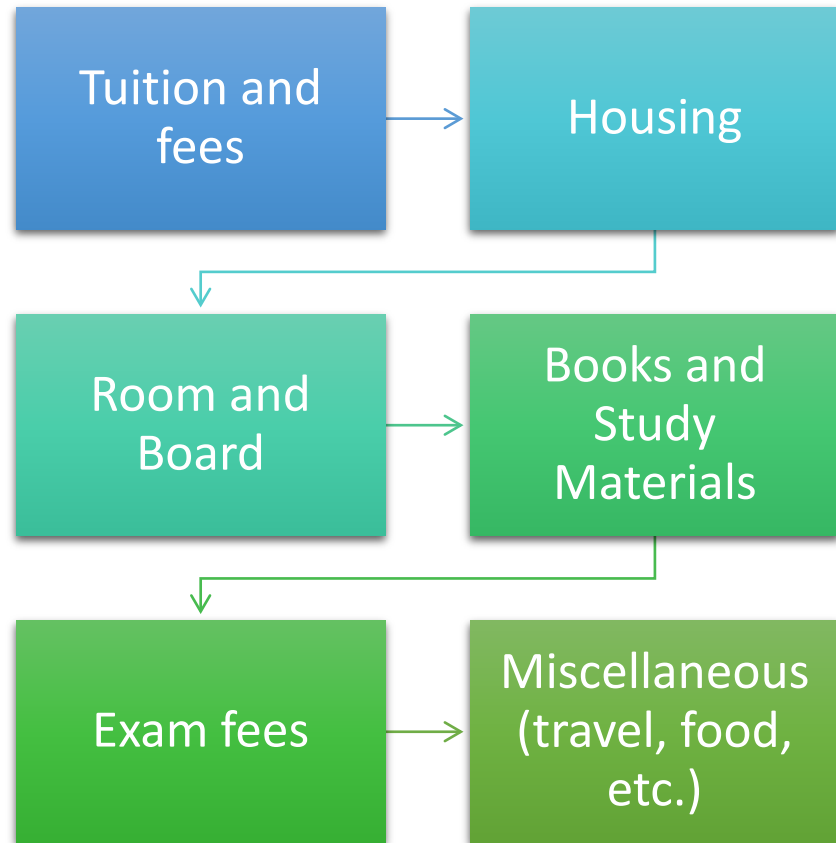 Tuition and
fees
Housing
Room and
Board
Books and
Study
Materials
Exam fees
Miscellaneous
(travel, food,
etc.)